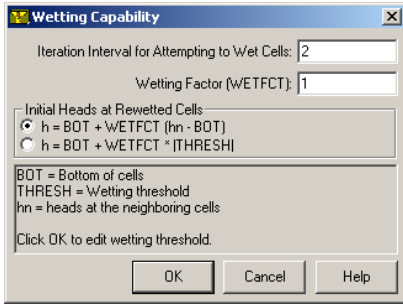 Wetting Capability
Iteration Interval for Attempting to Wet Cells: 2
Wetting Factor (WETFCT): 1
Initial Heads at Rewetted Cells
h = BOT + WETFCT (hn - BOT)
h = BOT + WETFCT * |THRESH|
BOT = Bottom of cells
THRESH = Wetting threshold
hn = heads at the neighboring cells
Click OK to edit wetting threshold.
OK Cancel Help